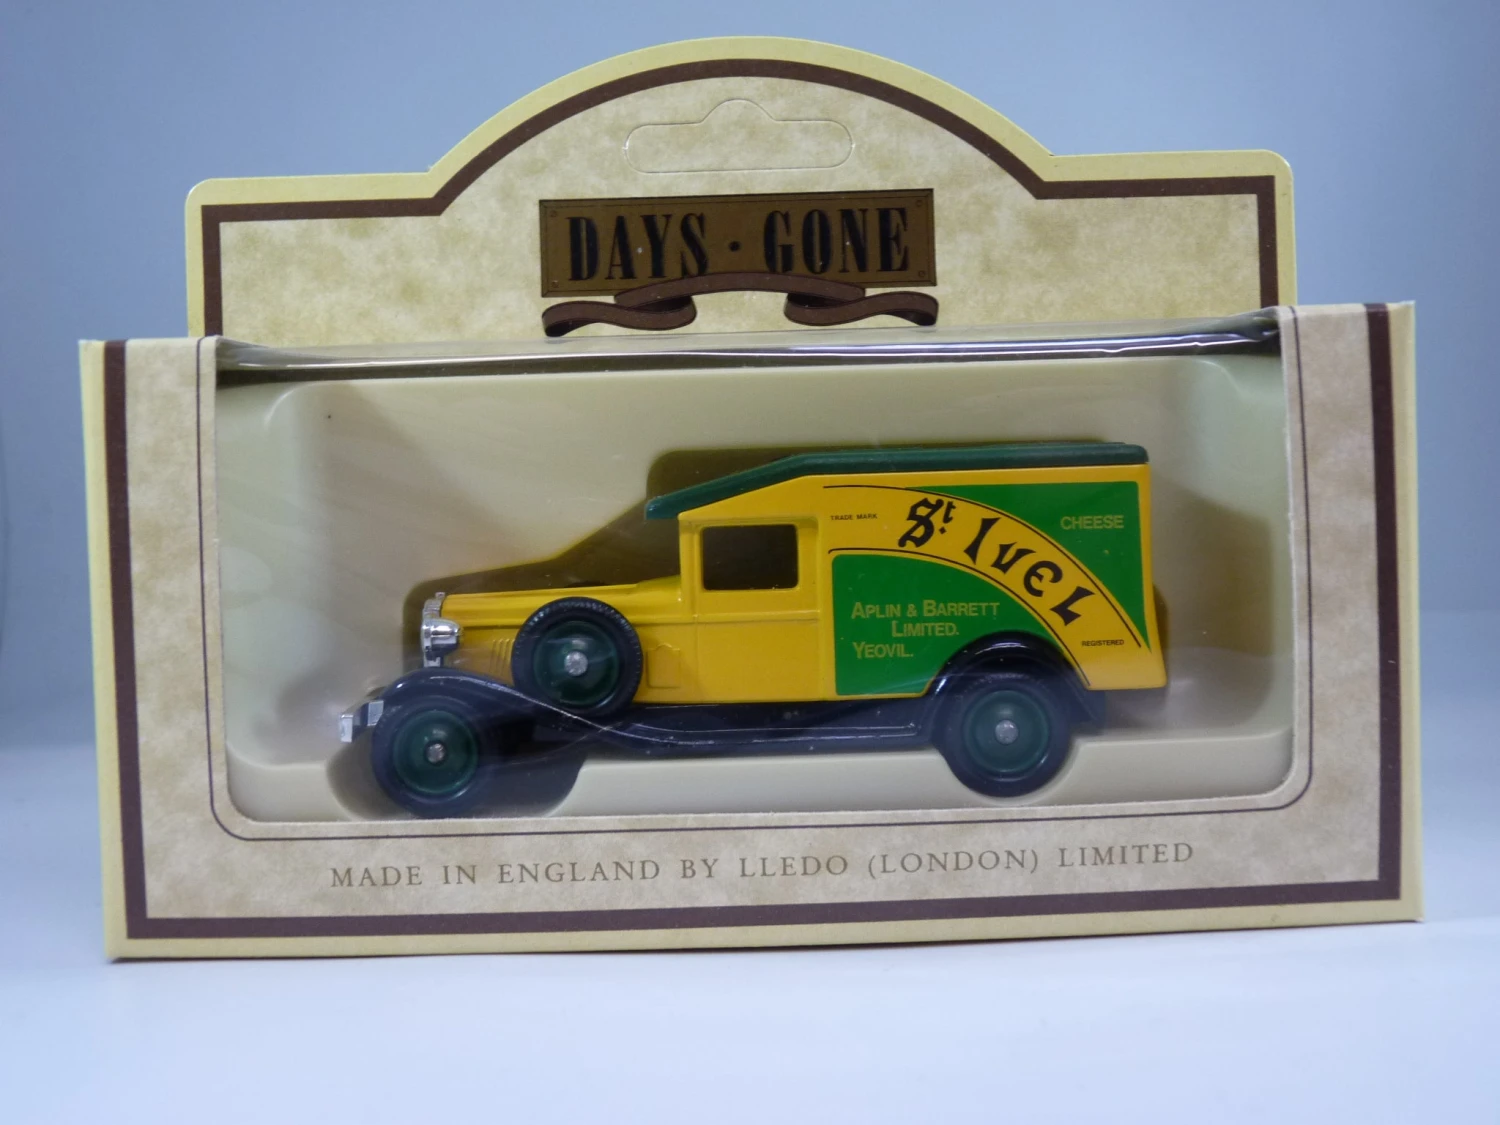 DAYS · GONE
TRADE MARK
St IVEL
CHEESE
APLIN & BARRETT
LIMITED.
YEOVIL.
REGISTERED
MADE IN ENGLAND BY LLEDO (LONDON) LIMITED